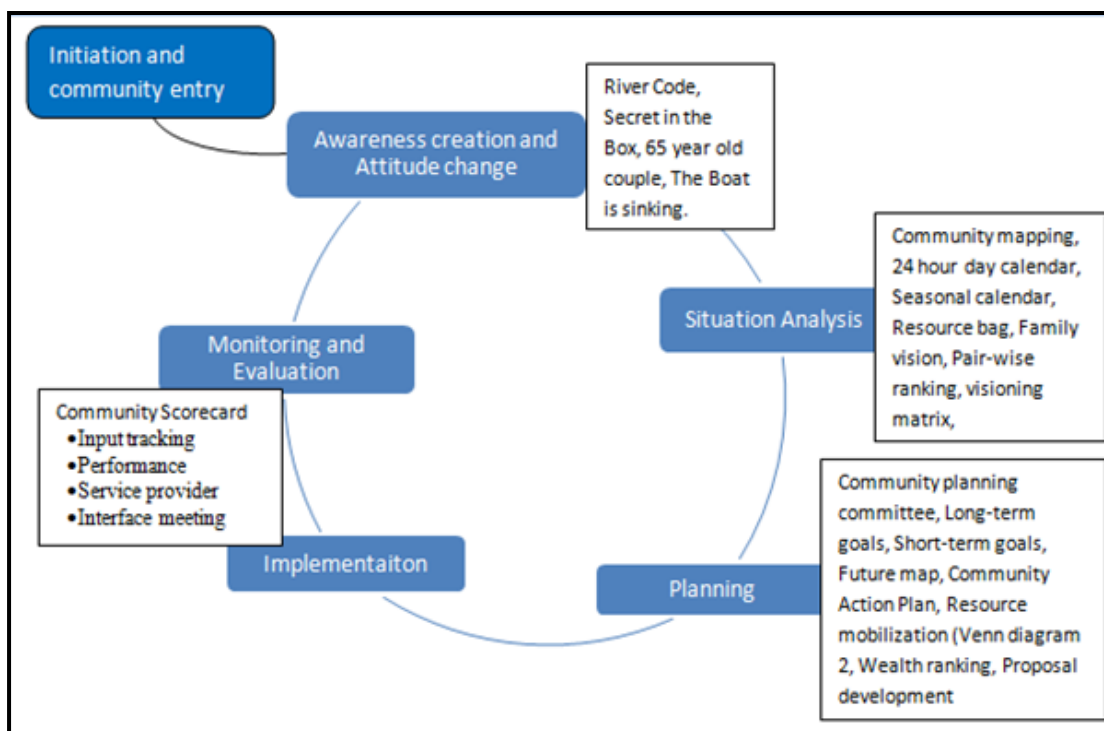 Initiation and
community entry
Awareness creation and
Attitude change
River Code,
Secret in the
Box, 65 year old
couple, The Boat
is sinking.
Situation Analysis
Community mapping,
24 hour day calendar,
Seasonal calendar,
Resource bag, Family
vision, Pair-wise
ranking, visioning
matrix,
Planning
Community planning
committee, Long-term
goals, Short-term goals,
Future map, Community
Action Plan, Resource
mobilization (Venn diagram
2, Wealth ranking, Proposal
development
Implementaiton
Monitoring and
Evaluation
Community Scorecard
•Input tracking
•Performance
•Service provider
•Interface meeting